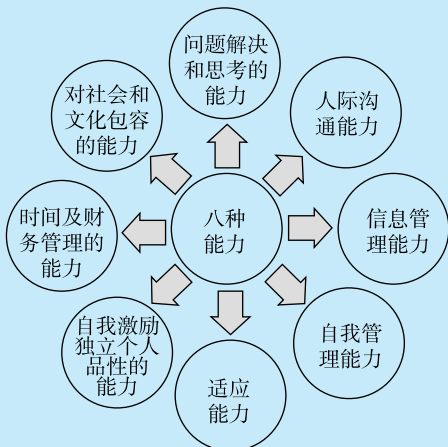 问题解决
和思考的
能力
人际沟
通能力
信息管
理能力
自我管
理能力
适应
能力
自我激励
独立个人
品性的
能力
时间及财
务管理的
能力
对社会和
文化包容
的能力
八种
能力